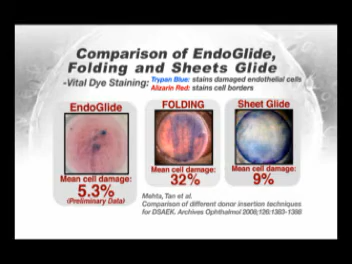 Comparison of EndoGlide,
Folding and Sheets Glide
-Vital Dye Staining: Trypan Blue: stains damaged endothelial cells
Alizarin Red: stains cell borders
EndoGlide
FOLDING
Sheet Glide
Mean cell damage:
5.3%
(Preliminary Data)
Mean cell damage:
32%
Mean cell damage:
9%
Mehta, Tan et al.
Comparison of different donor insertion techniques
for DSAEK. Archives Ophthalmol 2008;126:1383-1388